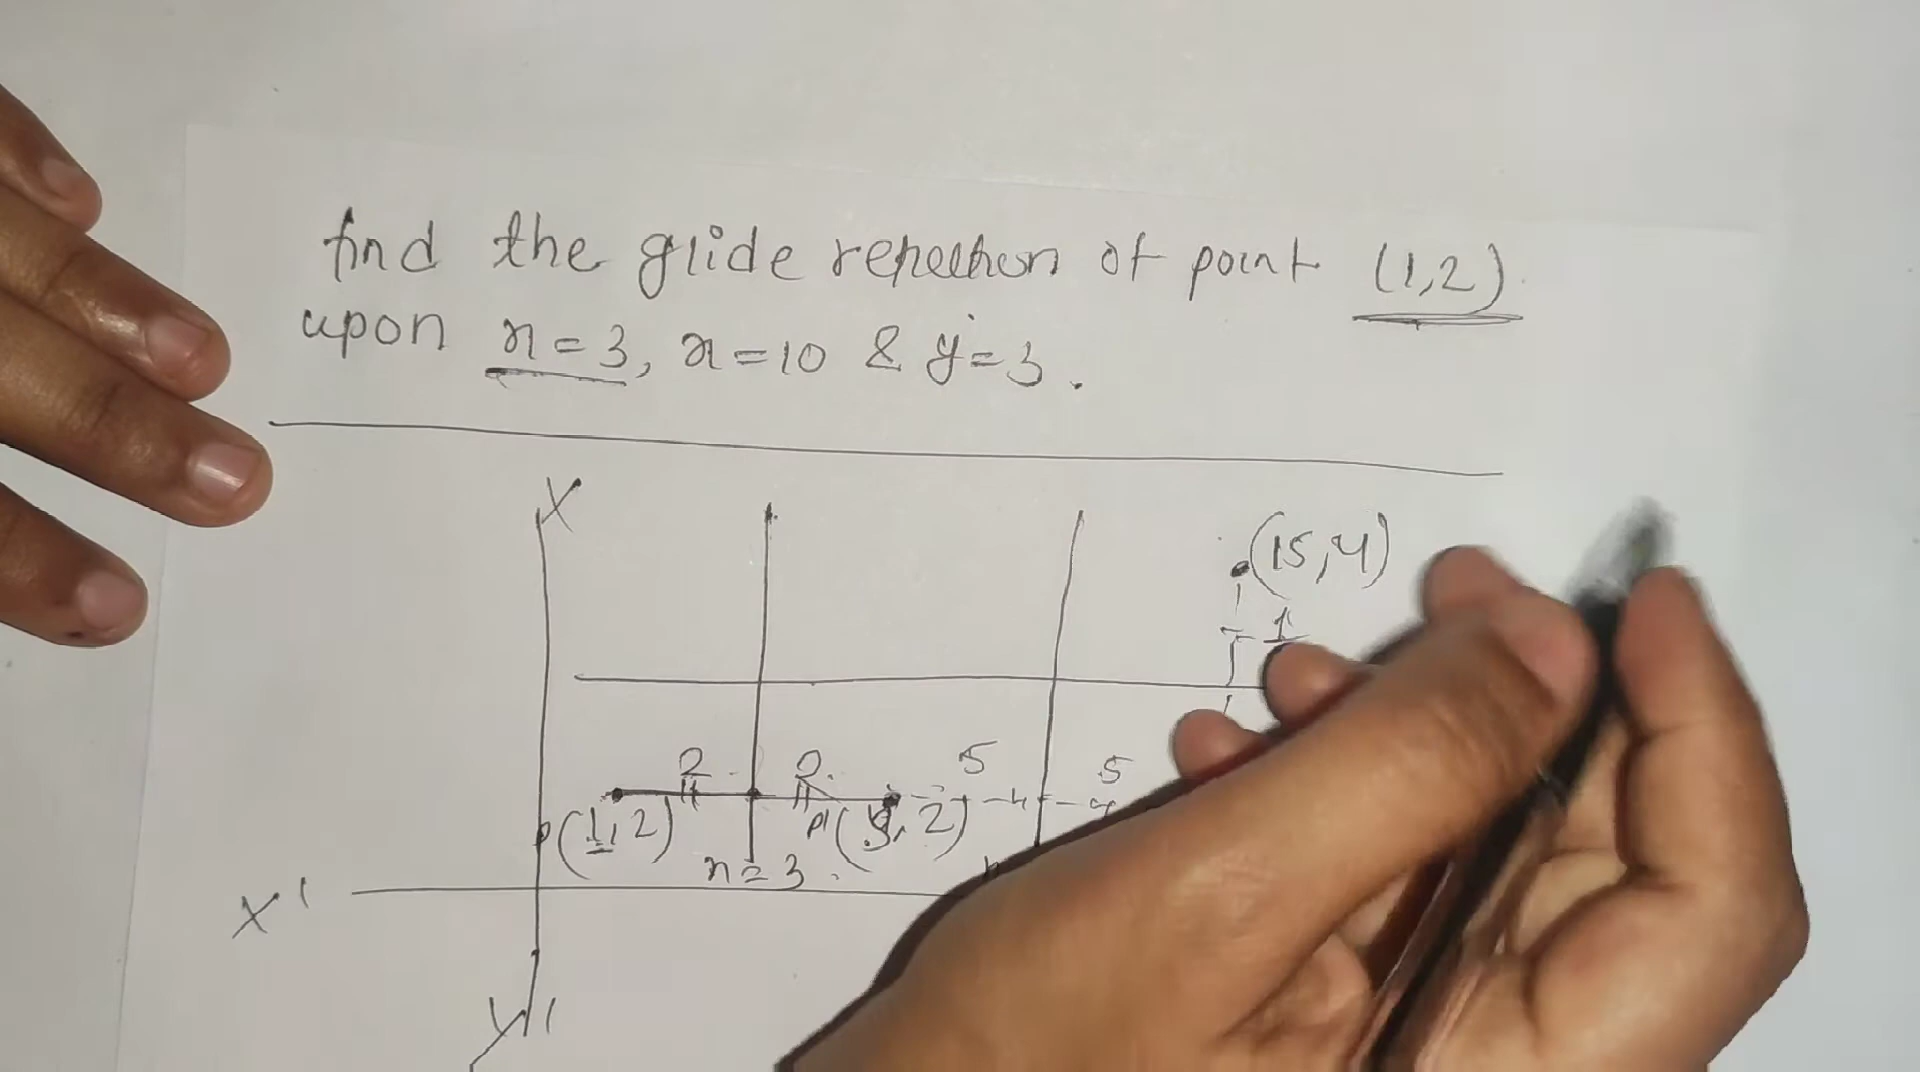 find the glide reflection of point (1,2)
upon x=3, x=10 & y=3.
X
(15,4)
1
2 2 5 5
P(1,2) P'(5,2)
x=3
X'
Y'